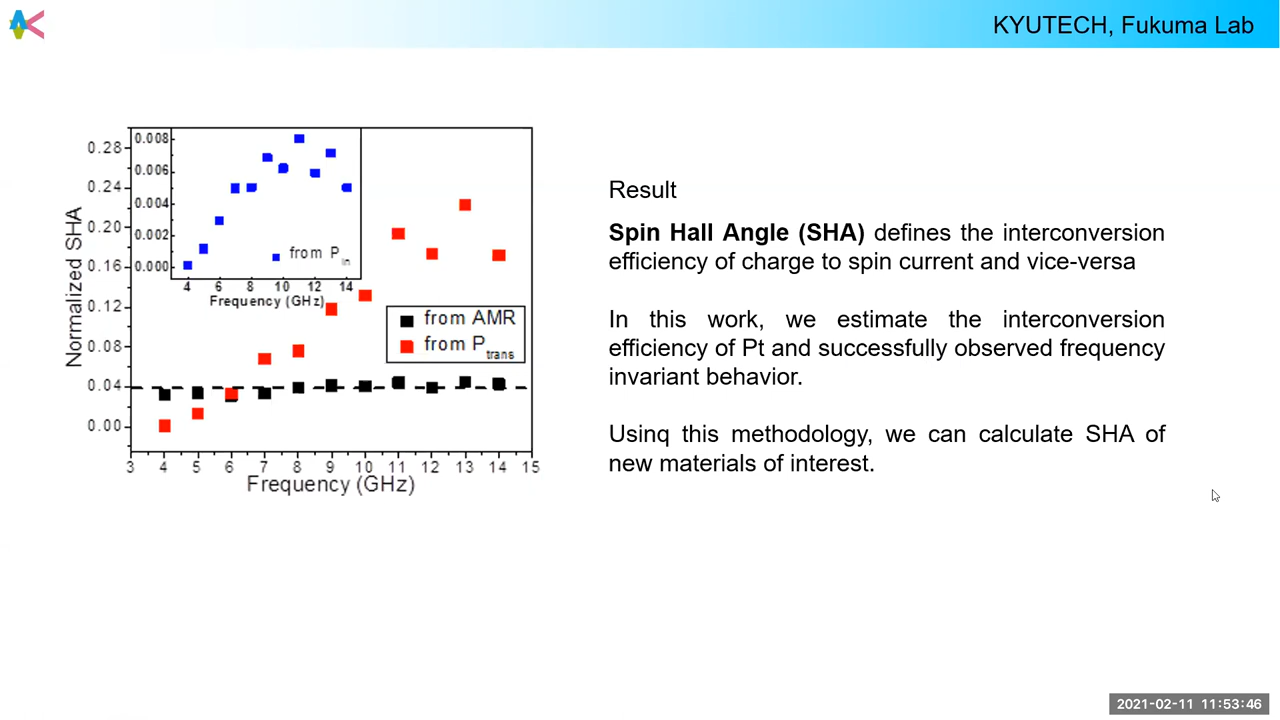 KYUTECH, Fukuma Lab
0.28
0.24
0.20
0.16
0.12
0.08
0.04
0.00
Normalized SHA
0.008
0.006
0.004
0.002
0.000
from Pin
4 6 8 10 12 14
Frequency (GHz)
from AMR
from Ptrans
3 4 5 6 7 8 9 10 11 12 13 14 15
Frequency (GHz)
Result
Spin Hall Angle (SHA) defines the interconversion
efficiency of charge to spin current and vice-versa
In this work, we estimate the interconversion
efficiency of Pt and successfully observed frequency
invariant behavior.
Usinq this methodology, we can calculate SHA of
new materials of interest.
2021-02-11 11:53:46